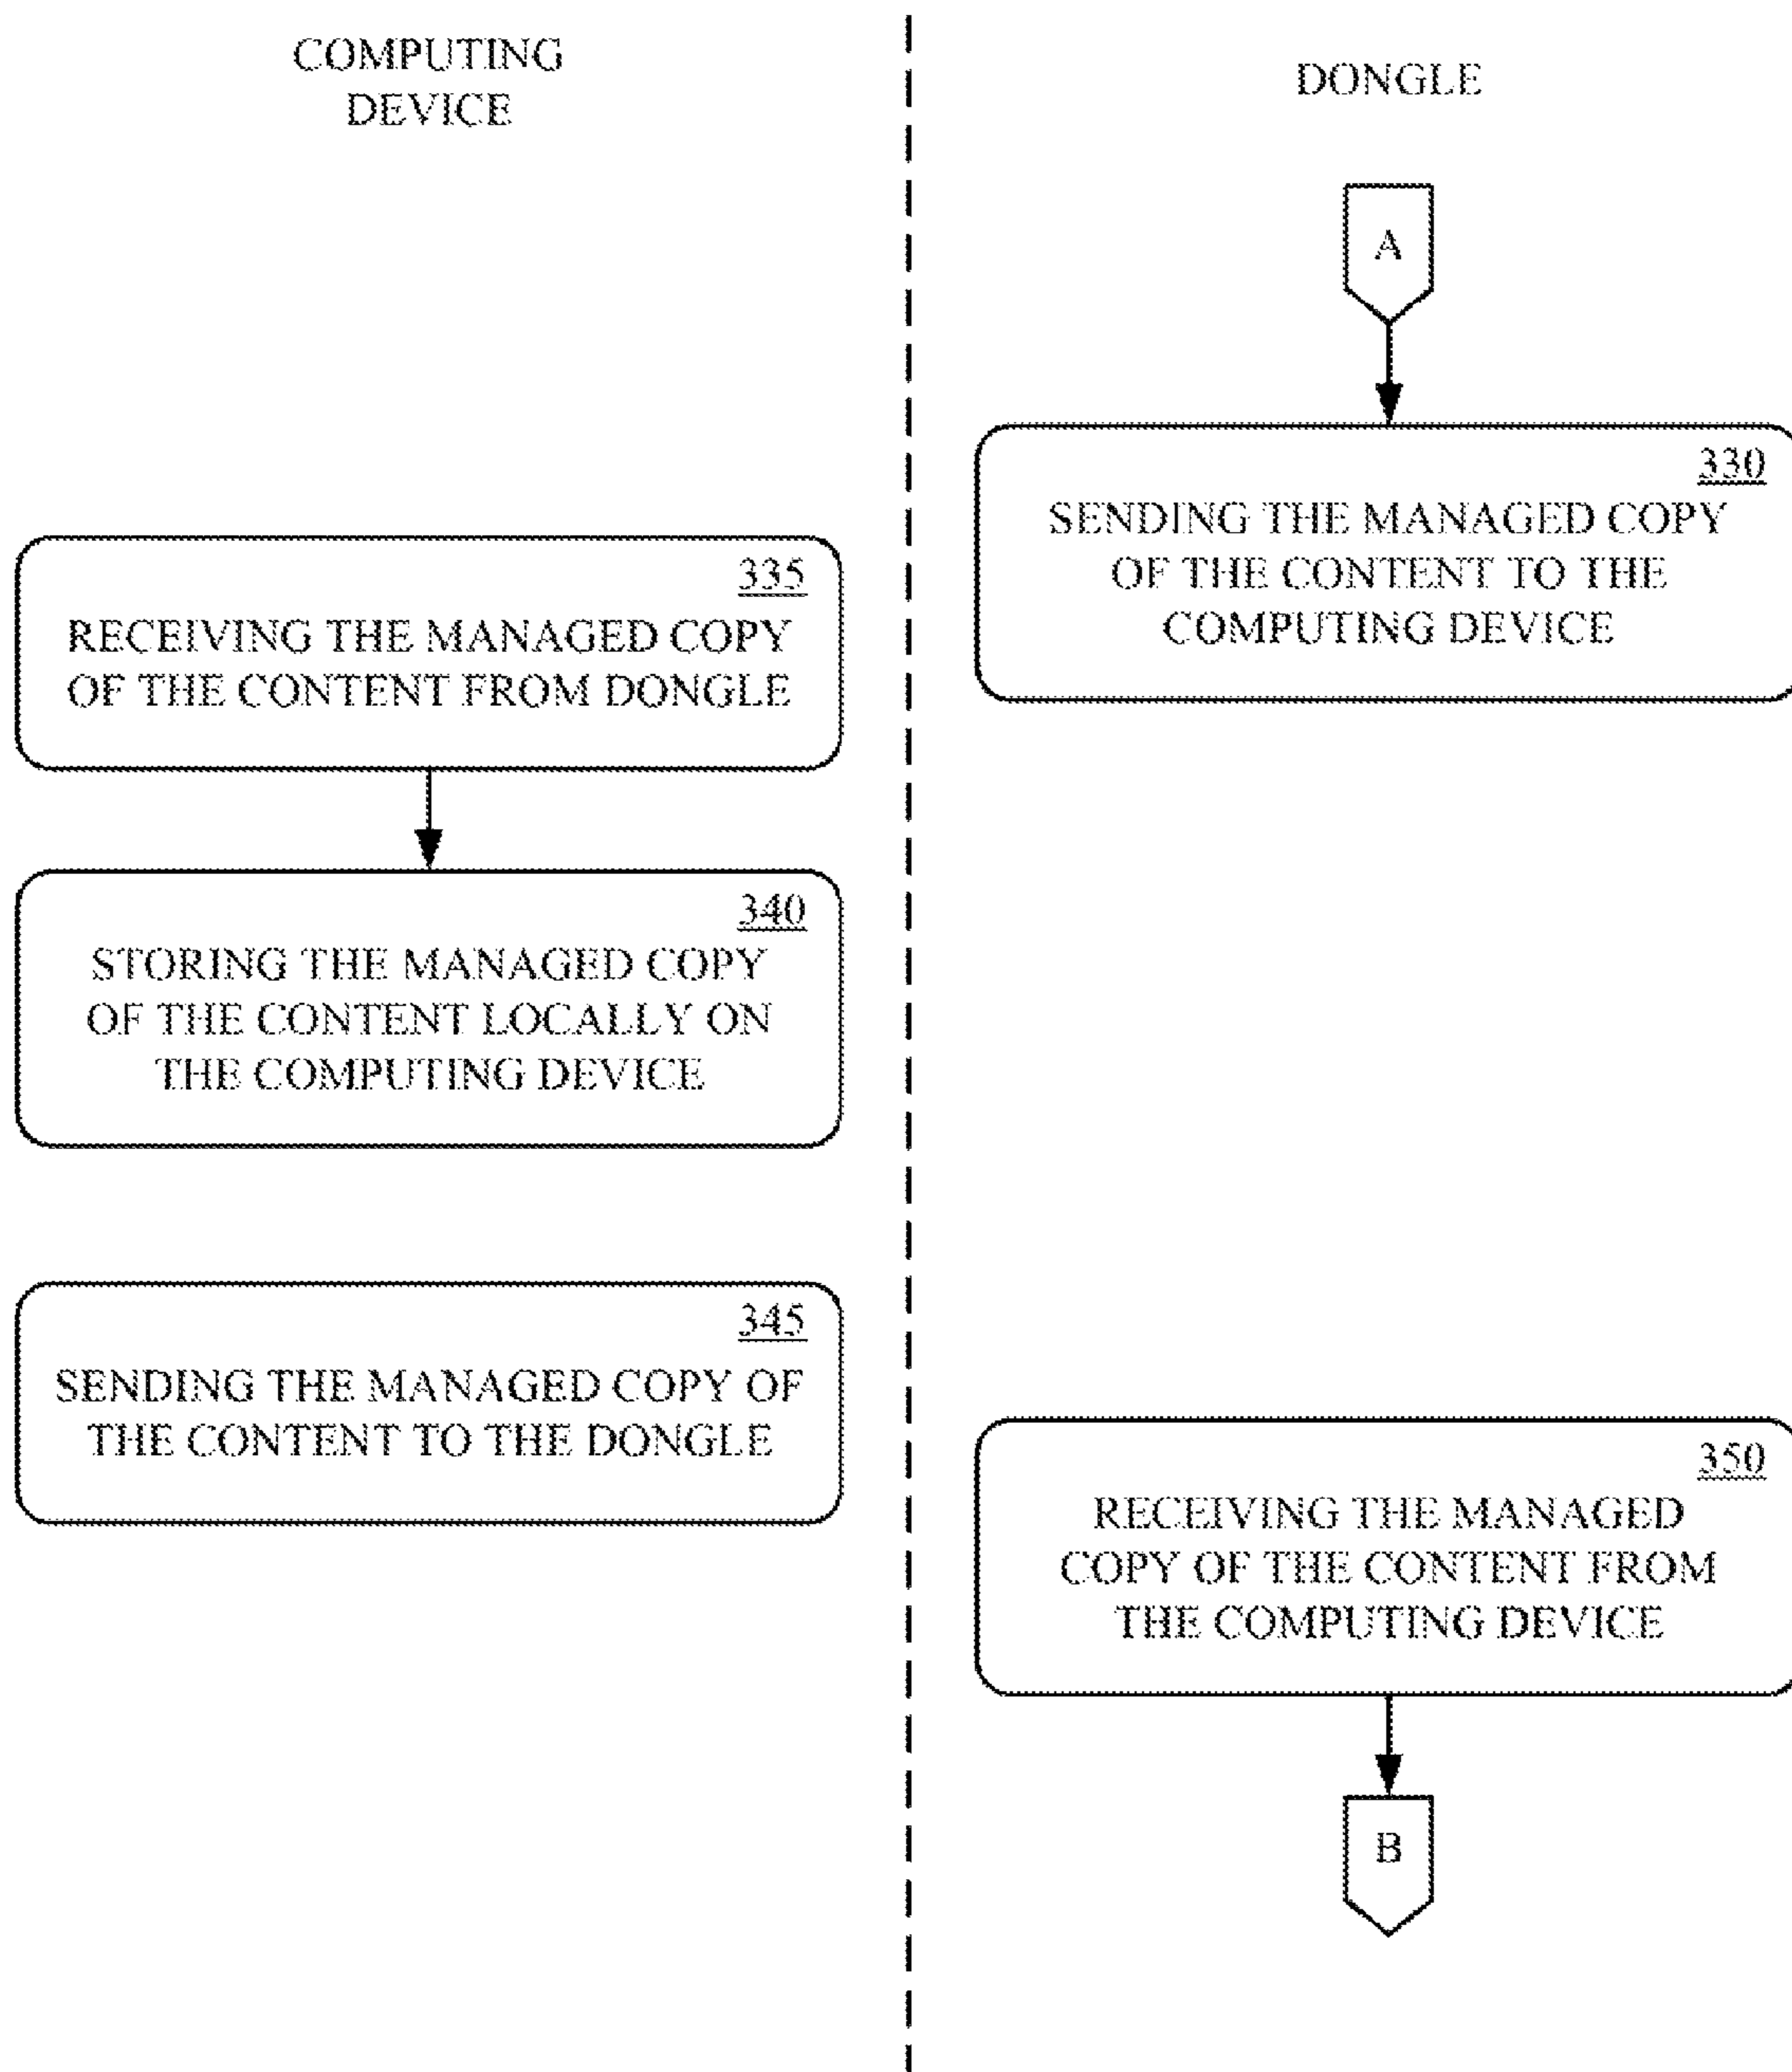 COMPUTING
DEVICE
DONGLE
A
330
SENDING THE MANAGED COPY
OF THE CONTENT TO THE
COMPUTING DEVICE
335
RECEIVING THE MANAGED COPY
OF THE CONTENT FROM DONGLE
340
STORING THE MANAGED COPY
OF THE CONTENT LOCALLY ON
THE COMPUTING DEVICE
345
SENDING THE MANAGED COPY OF
THE CONTENT TO THE DONGLE
350
RECEIVING THE MANAGED
COPY OF THE CONTENT FROM
THE COMPUTING DEVICE
B